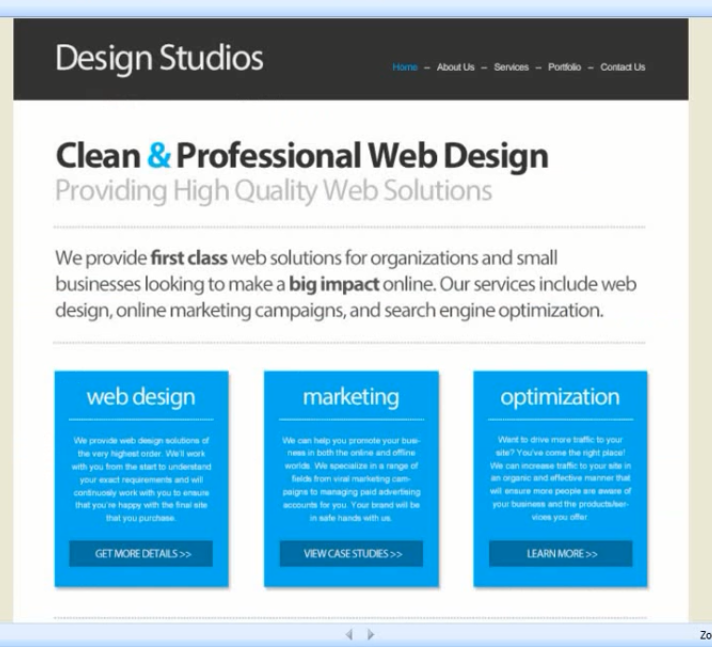 Design Studios
Home – About Us – Services – Portfolio – Contact Us
Clean & Professional Web Design
Providing High Quality Web Solutions
We provide first class web solutions for organizations and small
businesses looking to make a big impact online. Our services include web
design, online marketing campaigns, and search engine optimization.
web design
We provide web design solutions of
the very highest order. We'll work
with you from the start to understand
your exact requirements and will
continuosly work with you to ensure
that you're happy with the final site
that you purchase.
GET MORE DETAILS >>
marketing
We can help you promote your busi-
ness in both the online and offline
worlds. We specialize in a range of
fields from viral marketing cam-
paigns to managing paid advertising
accounts for you. Your brand will be
in safe hands with us.
VIEW CASE STUDIES >>
optimization
Want to drive more traffic to your
site? You've come the right place!
We can increase traffic to your site in
an organic and effective manner that
will ensure more people are aware of
your business and the products/ser-
vices you offer
LEARN MORE >>
Zo